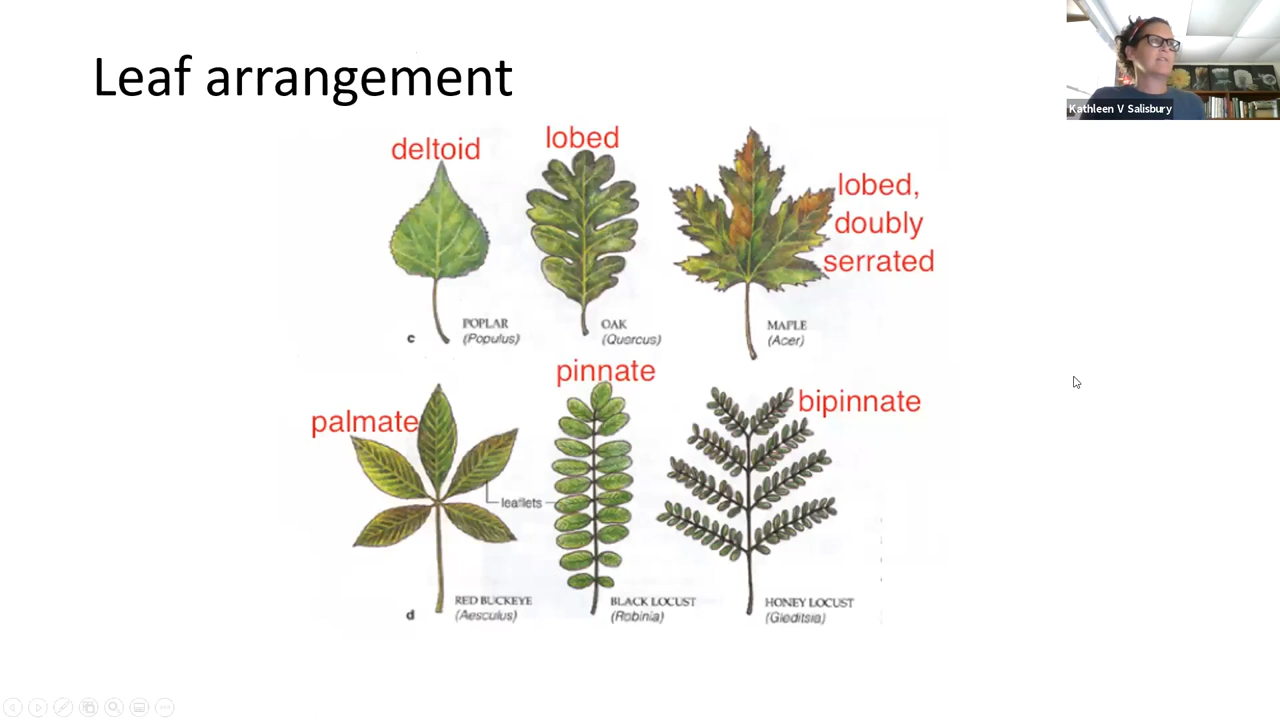 Leaf arrangement
Kathleen V Salisbury
deltoid
lobed
lobed,
doubly
serrated
POPLAR
(Populus)
OAK
(Quercus)
MAPLE
(Acer)
c
palmate
pinnate
bipinnate
leaflets
RED BUCKEYE
(Aesculus)
BLACK LOCUST
(Robinia)
HONEY LOCUST
(Gleditsia)
d